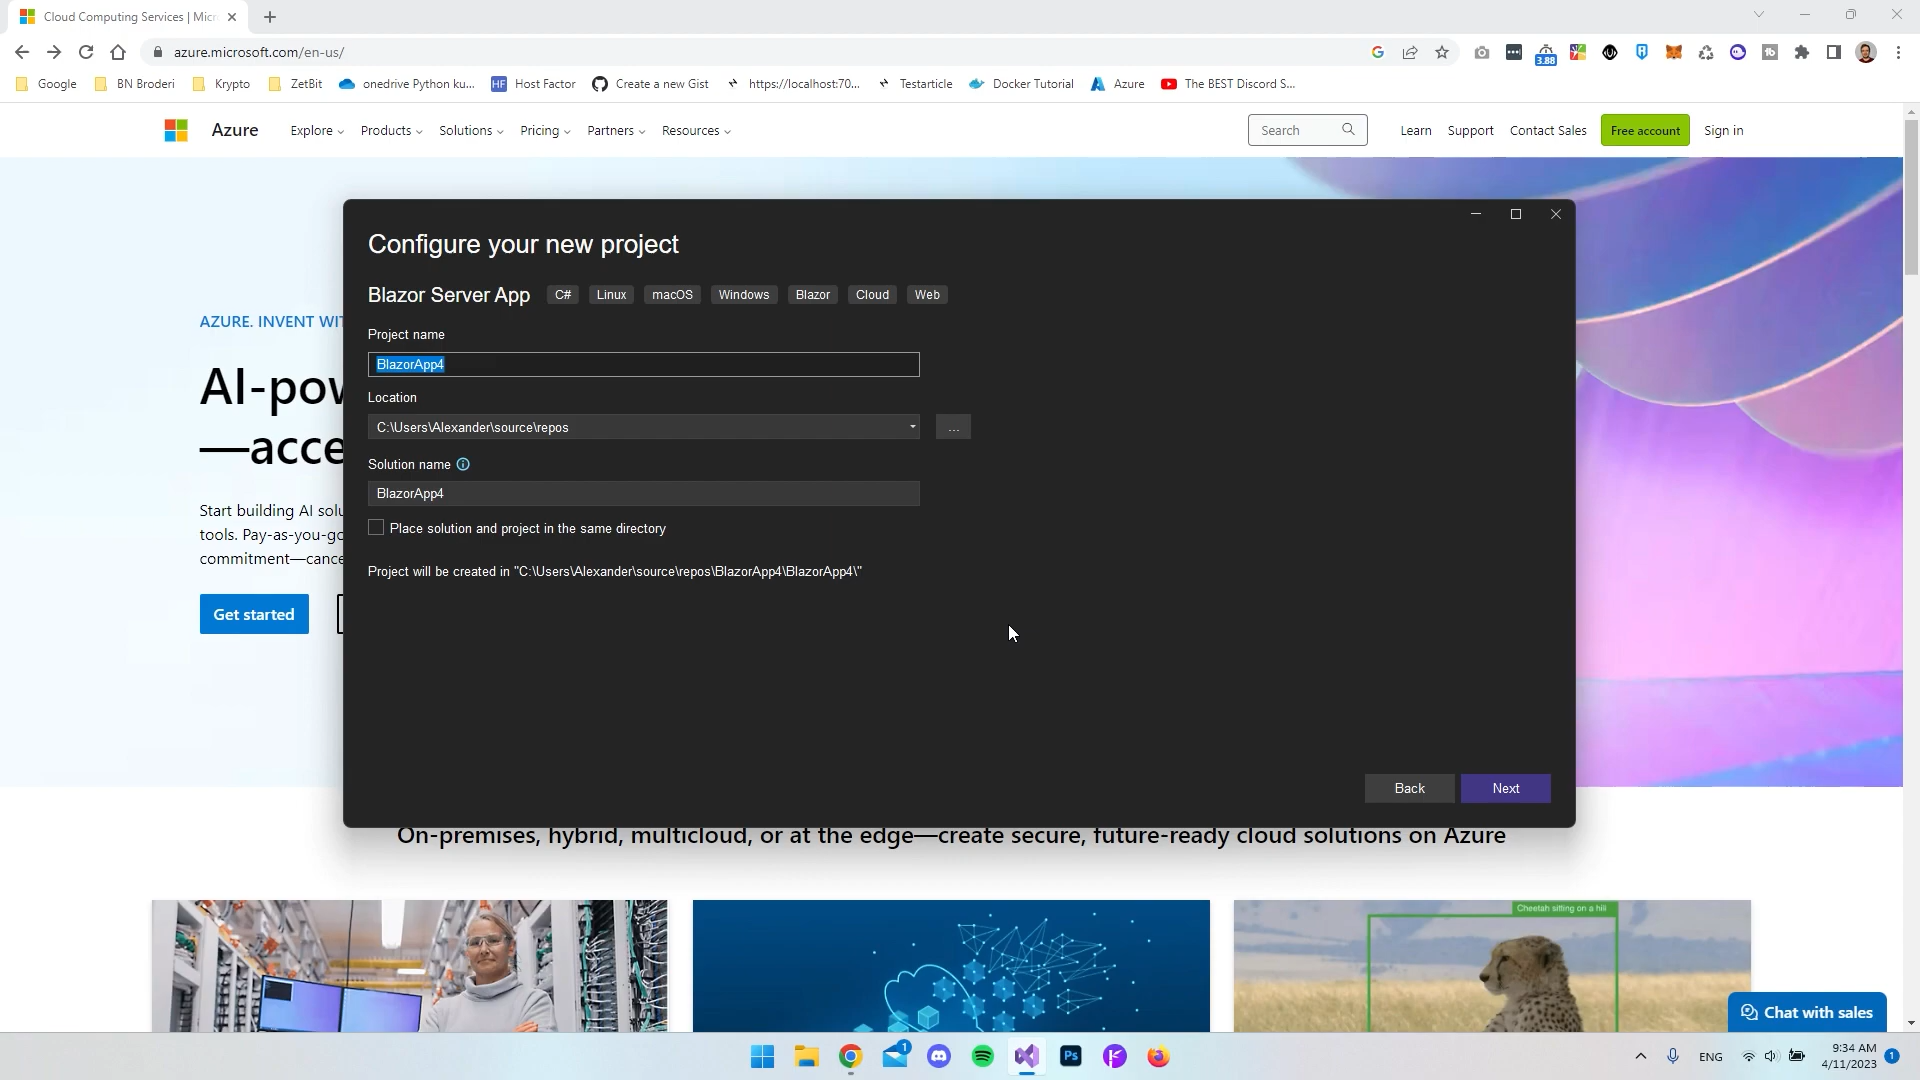 Cloud Computing Services | Micr
azure.microsoft.com/en-us/
3.88
Google
BN Broderi
Krypto
ZetBit
onedrive Python ku...
HF
Host Factor
Create a new Gist
https://localhost:70...
Testarticle
Docker Tutorial
Azure
The BEST Discord S...
Azure
Explore
Products
Solutions
Pricing
Partners
Resources
Search
Learn
Support
Contact Sales
Free account
Sign in
AZURE. INVENT WIT
AI-pow
—acce
Start building AI solu
tools. Pay-as-you-go
commitment—cance
Get started
Configure your new project
Blazor Server App
C#
Linux
macOS
Windows
Blazor
Cloud
Web
Project name
BlazorApp4
Location
C:\Users\Alexander\source\repos
...
Solution name
BlazorApp4
Place solution and project in the same directory
Project will be created in "C:\Users\Alexander\source\repos\BlazorApp4\BlazorApp4\"
Back
Next
On-premises, hybrid, multicloud, or at the edge—create secure, future-ready cloud solutions on Azure
Cheetah sitting on a hill
Chat with sales
1
Ps
ENG
9:34 AM
4/11/2023
1